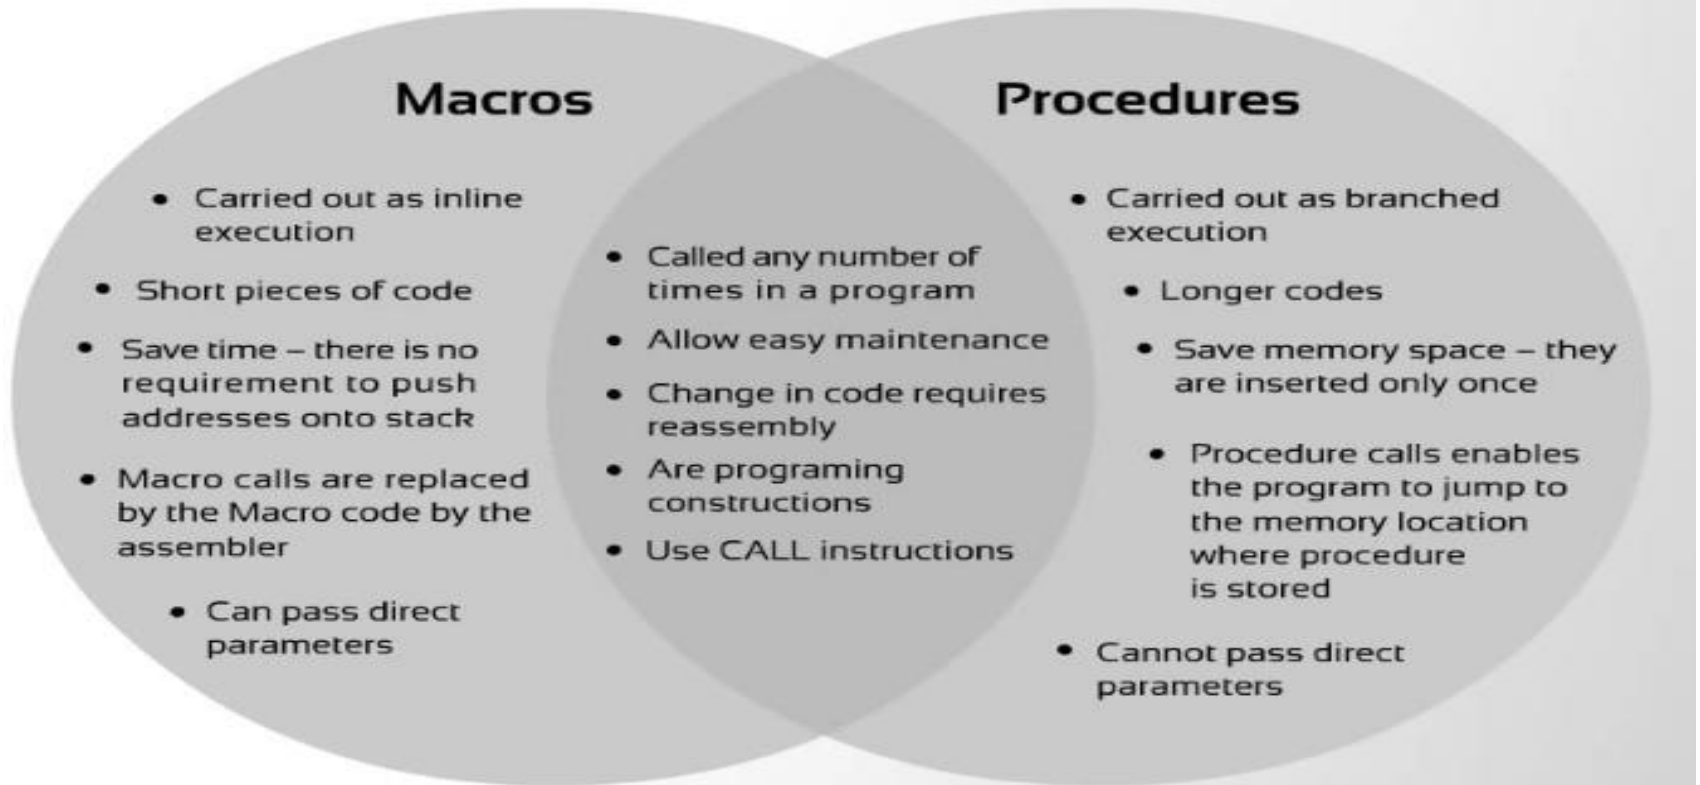 Macros
• Carried out as inline
execution
• Short pieces of code
• Save time – there is no
requirement to push
addresses onto stack
• Macro calls are replaced
by the Macro code by the
assembler
• Can pass direct
parameters
• Called any number of
times in a program
• Allow easy maintenance
• Change in code requires
reassembly
• Are programing
constructions
• Use CALL instructions
Procedures
• Carried out as branched
execution
• Longer codes
• Save memory space – they
are inserted only once
• Procedure calls enables
the program to jump to
the memory location
where procedure
is stored
• Cannot pass direct
parameters